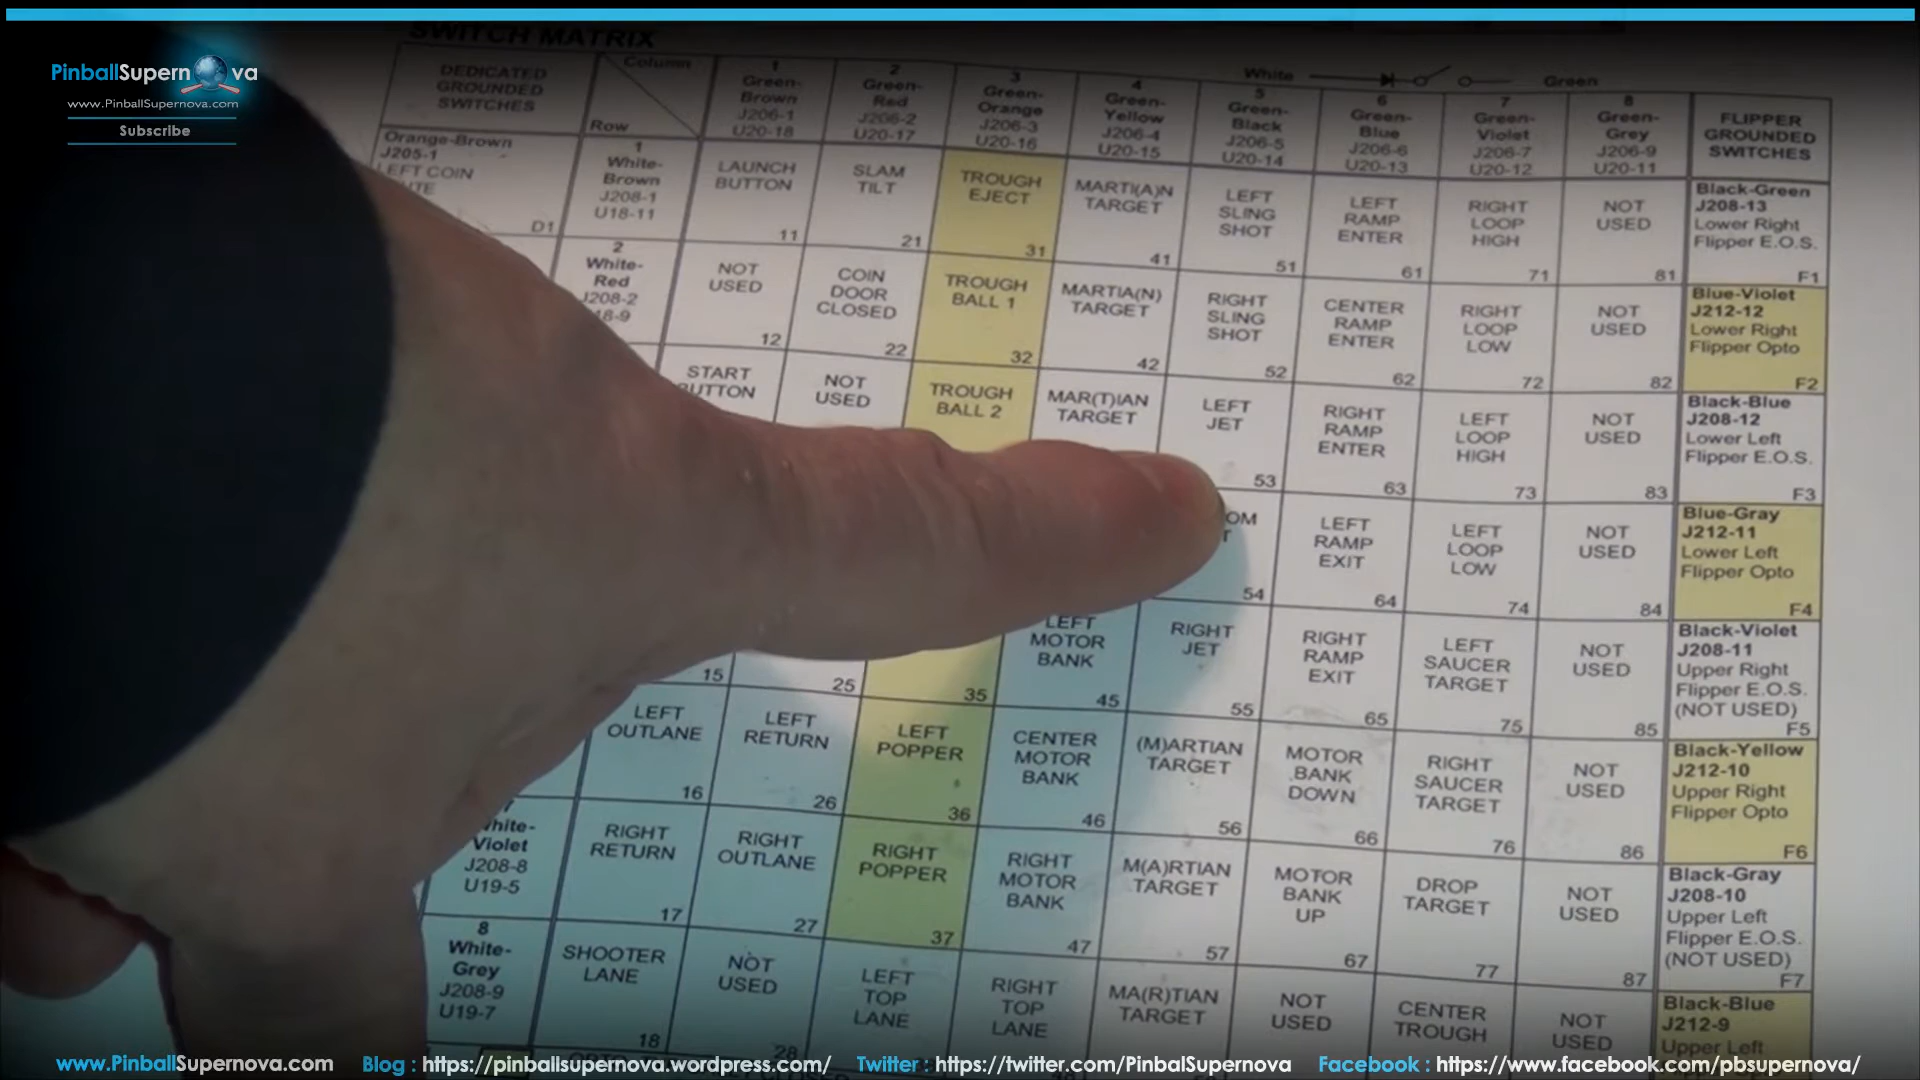 PinballSupernova
www.PinballSupernova.com
Subscribe
SWITCH MATRIX
White
Green
DEDICATED
GROUNDED
SWITCHES
Column
Row
1
Green-
Brown
J206-1
U20-18
2
Green-
Red
J206-2
U20-17
3
Green-
Orange
J206-3
U20-16
4
Green-
Yellow
J206-4
U20-15
5
Green-
Black
J206-5
U20-14
6
Green-
Blue
J206-6
U20-13
7
Green-
Violet
J206-7
U20-12
8
Green-
Grey
J206-9
U20-11
FLIPPER
GROUNDED
SWITCHES
Orange-Brown
J205-1
LEFT COIN
D1
1
White-
Brown
J208-1
U18-11
LAUNCH
BUTTON
11
SLAM
TILT
21
TROUGH
EJECT
31
MARTI(A)N
TARGET
41
LEFT
SLING
SHOT
51
LEFT
RAMP
ENTER
61
RIGHT
LOOP
HIGH
71
NOT
USED
81
Black-Green
J208-13
Lower Right
Flipper E.O.S.
F1
2
White-
Red
J208-2
18-9
NOT
USED
12
COIN
DOOR
CLOSED
22
TROUGH
BALL 1
32
MARTIA(N)
TARGET
42
RIGHT
SLING
SHOT
52
CENTER
RAMP
ENTER
62
RIGHT
LOOP
LOW
72
NOT
USED
82
Blue-Violet
J212-12
Lower Right
Flipper Opto
F2
START
BUTTON
NOT
USED
TROUGH
BALL 2
MAR(T)IAN
TARGET
LEFT
JET
53
RIGHT
RAMP
ENTER
63
LEFT
LOOP
HIGH
73
NOT
USED
83
Black-Blue
J208-12
Lower Left
Flipper E.O.S.
F3
OM
T
54
LEFT
RAMP
EXIT
64
LEFT
LOOP
LOW
74
NOT
USED
84
Blue-Gray
J212-11
Lower Left
Flipper Opto
F4
15
25
35
LEFT
MOTOR
BANK
45
RIGHT
JET
55
RIGHT
RAMP
EXIT
65
LEFT
SAUCER
TARGET
75
NOT
USED
85
Black-Violet
J208-11
Upper Right
Flipper E.O.S.
(NOT USED)
F5
LEFT
OUTLANE
16
LEFT
RETURN
26
LEFT
POPPER
36
CENTER
MOTOR
BANK
46
(M)ARTIAN
TARGET
56
MOTOR
BANK
DOWN
66
RIGHT
SAUCER
TARGET
76
NOT
USED
86
Black-Yellow
J212-10
Upper Right
Flipper Opto
F6
7
White-
Violet
J208-8
U19-5
RIGHT
RETURN
17
RIGHT
OUTLANE
27
RIGHT
POPPER
37
RIGHT
MOTOR
BANK
47
M(A)RTIAN
TARGET
57
MOTOR
BANK
UP
67
DROP
TARGET
77
NOT
USED
87
Black-Gray
J208-10
Upper Left
Flipper E.O.S.
(NOT USED)
F7
8
White-
Grey
J208-9
U19-7
SHOOTER
LANE
18
NOT
USED
28
LEFT
TOP
LANE
RIGHT
TOP
LANE
MA(R)TIAN
TARGET
NOT
USED
CENTER
TROUGH
NOT
USED
Black-Blue
J212-9
Upper Left
www.PinballSupernova.com
Blog : https://pinballsupernova.wordpress.com/
Twitter : https://twitter.com/PinbalSupernova
Facebook : https://www.facebook.com/pbsupernova/